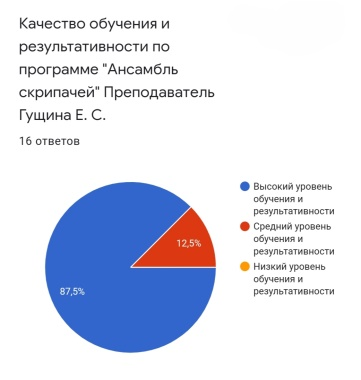 Качество обучения и
результативности по
программе "Ансамбль
скрипачей" Преподаватель
Гущина Е. С.
16 ответов
Высокий уровень
обучения и
результативности
Средний уровень
обучения и
результативности
Низкий уровень
обучения и
результативности
12,5%
87,5%